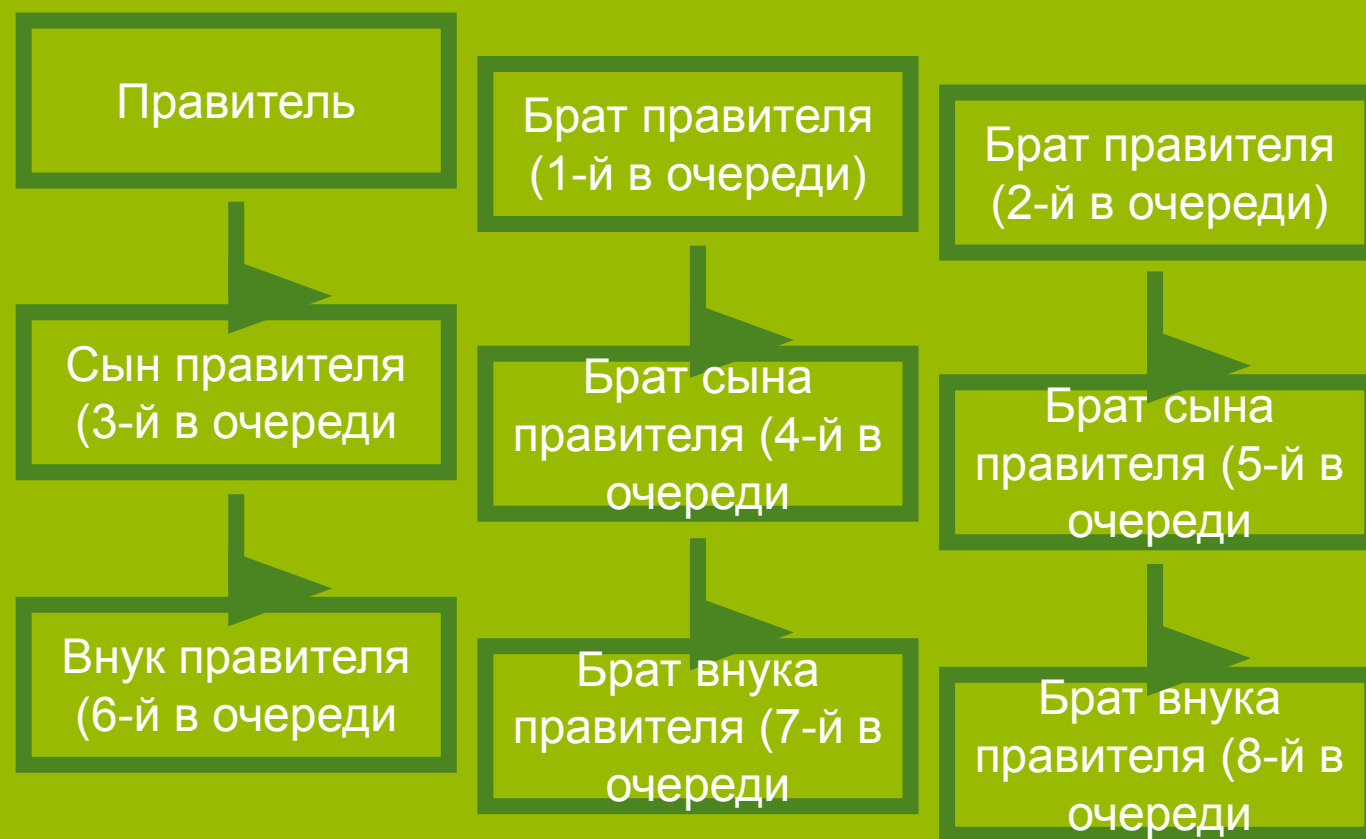 Правитель
Брат правителя
(1-й в очереди)
Брат правителя
(2-й в очереди)
Сын правителя
(3-й в очереди
Брат сына
правителя (4-й в
очереди
Брат сына
правителя (5-й в
очереди
Внук правителя
(6-й в очереди
Брат внука
правителя (7-й в
очереди
Брат внука
правителя (8-й в
очереди